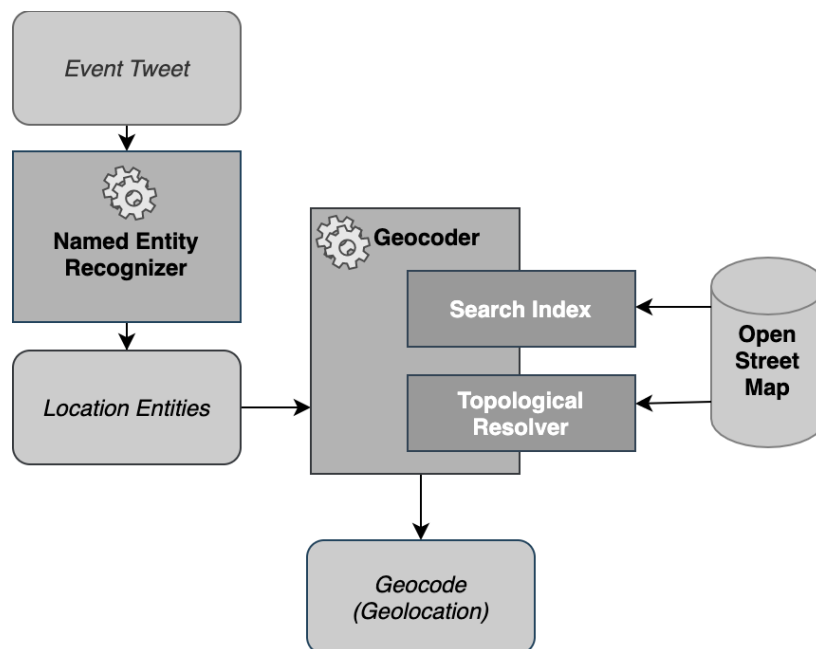 Event Tweet
Named Entity
Recognizer
Location Entities
Geocoder
Search Index
Topological
Resolver
Open
Street
Map
Geocode
(Geolocation)